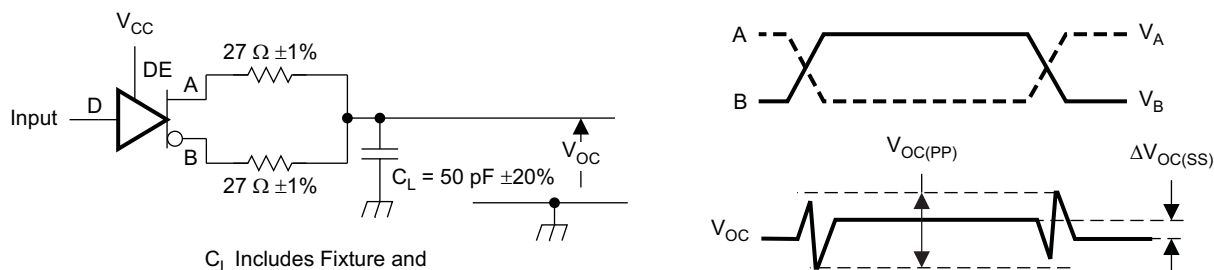 V_CC
27 Ω ±1%
DE
A
D
Input
B
V_OC
27 Ω ±1%
C_L = 50 pF ±20%
C_L Includes Fixture and
A
V_A
B
V_B
V_OC(PP)
ΔV_OC(SS)
V_OC